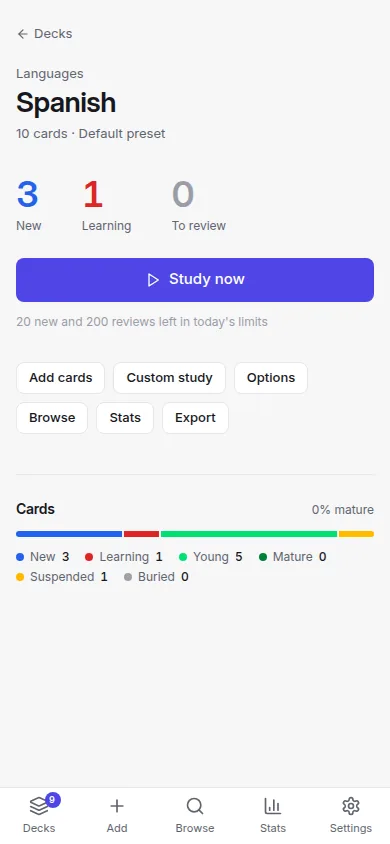 Decks
Languages
Spanish
10 cards · Default preset
3 1 0
New Learning To review
Study now
20 new and 200 reviews left in today's limits
Add cards Custom study Options
Browse Stats Export
Cards 0% mature
New 3 Learning 1 Young 5 Mature 0
Suspended 1 Buried 0
9
Decks Add Browse Stats Settings